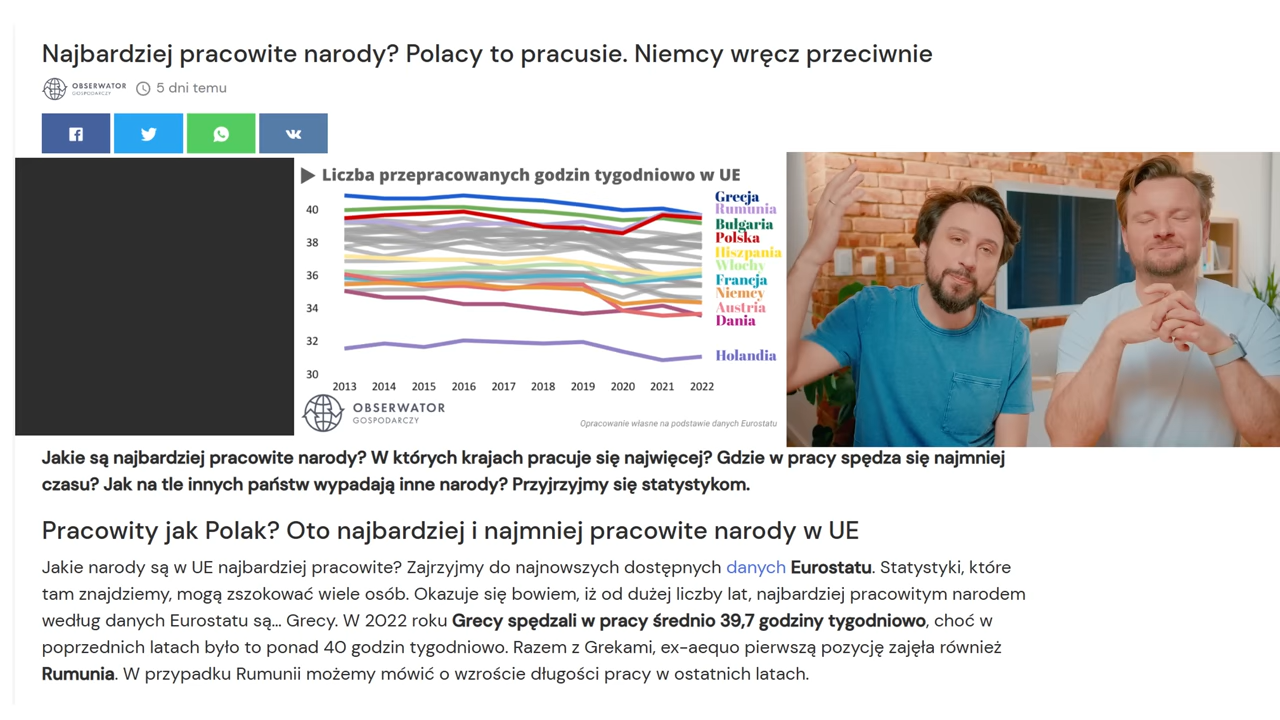 Najbardziej pracowite narody? Polacy to pracusie. Niemcy wręcz przeciwnie
OBSERWATOR
GOSPODARCZY
5 dni temu
Liczba przepracowanych godzin tygodniowo w UE
40
38
36
34
32
30
2013 2014 2015 2016 2017 2018 2019 2020 2021 2022
Grecja
Rumunia
Bułgaria
Polska
Hiszpania
Włochy
Francja
Niemcy
Austria
Dania
Holandia
OBSERWATOR
GOSPODARCZY
Opracowanie własne na podstawie danych Eurostatu
Jakie są najbardziej pracowite narody? W których krajach pracuje się najwięcej? Gdzie w pracy spędza się najmniej
czasu? Jak na tle innych państw wypadają inne narody? Przyjrzyjmy się statystykom.
Pracowity jak Polak? Oto najbardziej i najmniej pracowite narody w UE
Jakie narody są w UE najbardziej pracowite? Zajrzyjmy do najnowszych dostępnych danych Eurostatu. Statystyki, które
tam znajdziemy, mogą zszokować wiele osób. Okazuje się bowiem, iż od dużej liczby lat, najbardziej pracowitym narodem
według danych Eurostatu są... Grecy. W 2022 roku Grecy spędzali w pracy średnio 39,7 godziny tygodniowo, choć w
poprzednich latach było to ponad 40 godzin tygodniowo. Razem z Grekami, ex-aequo pierwszą pozycję zajęła również
Rumunia. W przypadku Rumunii możemy mówić o wzroście długości pracy w ostatnich latach.